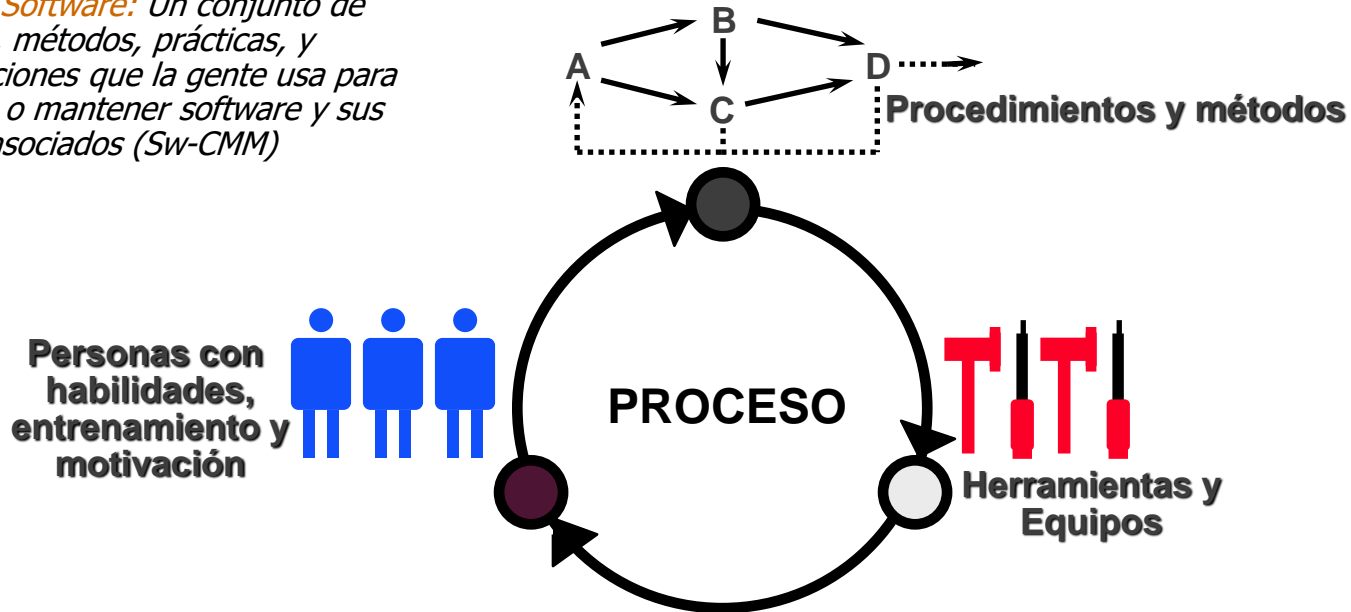 Software: Un conjunto de
métodos, prácticas, y
ciones que la gente usa para
o mantener software y sus
asociados (Sw-CMM)
B
A
D
C
Procedimientos y métodos
PROCESO
Personas con
habilidades,
entrenamiento y
motivación
Herramientas y
Equipos